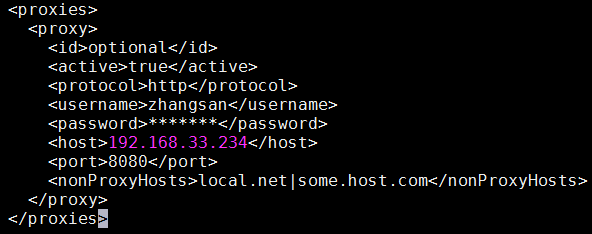 <proxies>
<proxy>
<id>optional</id>
<active>true</active>
<protocol>http</protocol>
<username>zhangsan</username>
<password>*******</password>
<host>192.168.33.234</host>
<port>8080</port>
<nonProxyHosts>local.net|some.host.com</nonProxyHosts>
</proxy>
</proxies>